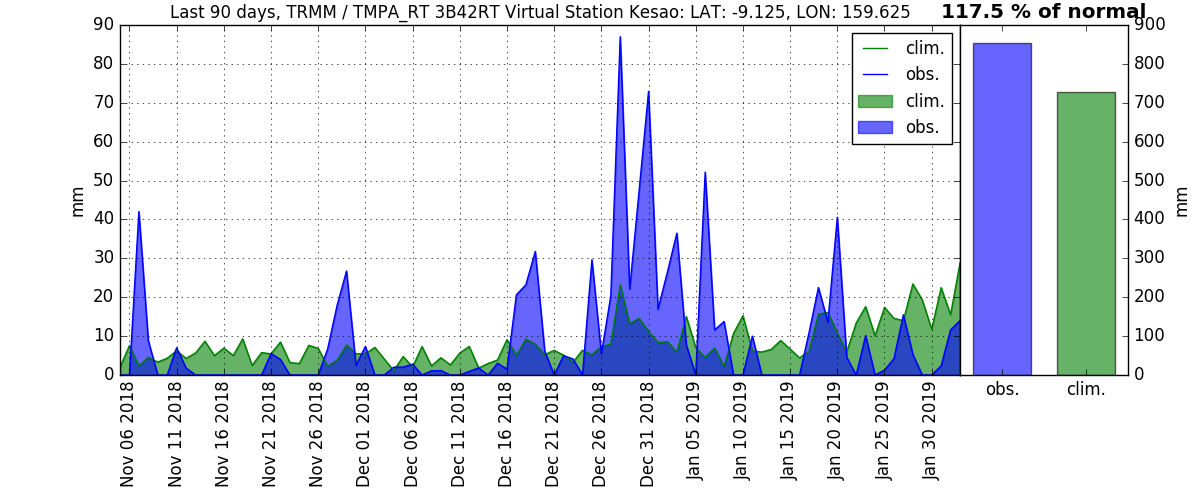 Last 90 days, TRMM / TMPA_RT 3B42RT Virtual Station Kesao: LAT: -9.125, LON: 159.625
117.5 % of normal
mm
90
80
70
60
50
40
30
20
10
0
clim.
obs.
clim.
obs.
900
800
700
600
500
400
300
200
100
0
mm
Nov 06 2018
Nov 11 2018
Nov 16 2018
Nov 21 2018
Nov 26 2018
Dec 01 2018
Dec 06 2018
Dec 11 2018
Dec 16 2018
Dec 21 2018
Dec 26 2018
Dec 31 2018
Jan 05 2019
Jan 10 2019
Jan 15 2019
Jan 20 2019
Jan 25 2019
Jan 30 2019
obs.
clim.